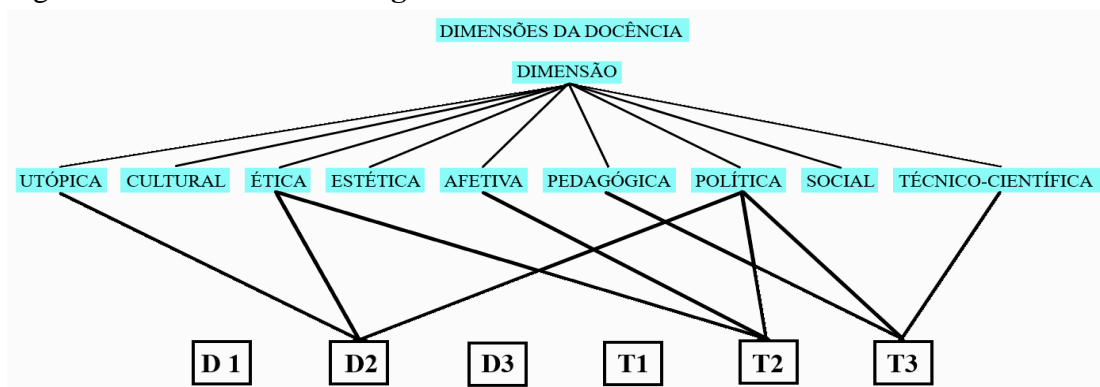 DIMENSÕES DA DOCÊNCIA
DIMENSÃO
UTÓPICA CULTURAL ÉTICA ESTÉTICA AFETIVA PEDAGÓGICA POLÍTICA SOCIAL TÉCNICO-CIENTÍFICA
D 1 D2 D3 T1 T2 T3